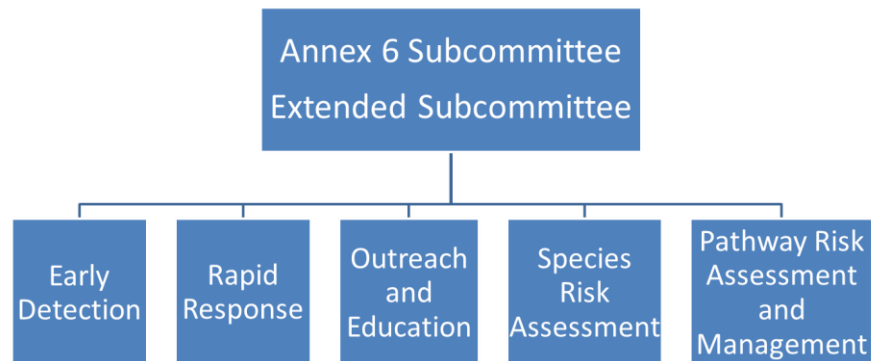 Annex 6 Subcommittee
Extended Subcommittee
Early
Detection
Rapid
Response
Outreach
and
Education
Species
Risk
Assessment
Pathway Risk
Assessment
and
Management